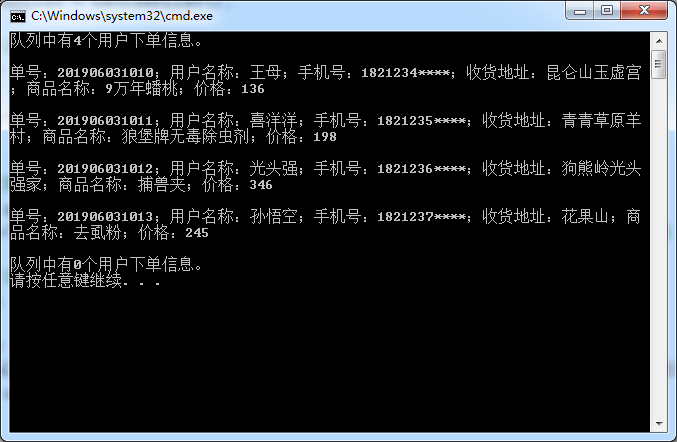 C:\Windows\system32\cmd.exe
队列中有4个用户下单信息。
单号：201906031010；用户名称：王母；手机号：1821234****；收货地址：昆仑山玉虚宫
；商品名称：9万年蟠桃；价格：136
单号：201906031011；用户名称：喜洋洋；手机号：1821235****；收货地址：青青草原羊
村；商品名称：狼堡牌无毒除虫剂；价格：198
单号：201906031012；用户名称：光头强；手机号：1821236****；收货地址：狗熊岭光头
强家；商品名称：捕兽夹；价格：346
单号：201906031013；用户名称：孙悟空；手机号：1821237****；收货地址：花果山；商
品名称：去虱粉；价格：245
队列中有0个用户下单信息。
请按任意键继续. . .